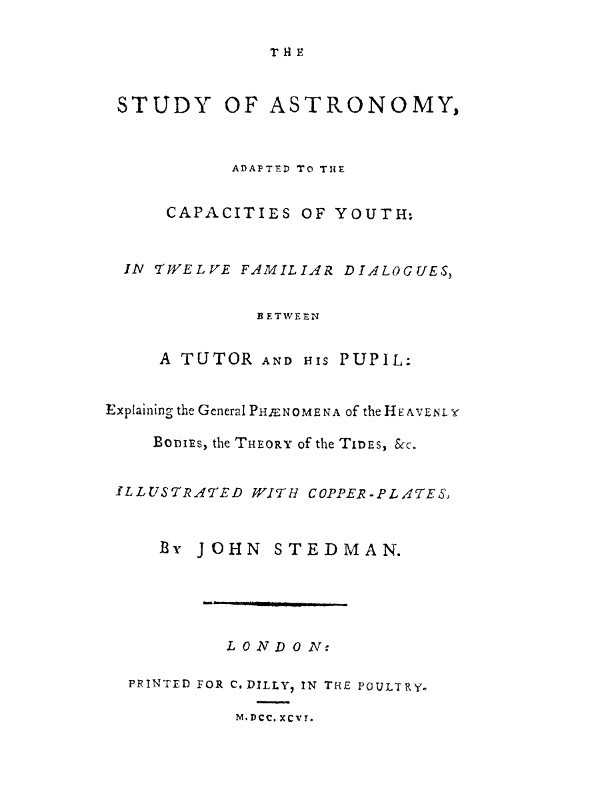 THE
STUDY OF ASTRONOMY,
ADAPTED TO THE
CAPACITIES OF YOUTH:
IN TWELVE FAMILIAR DIALOGUES,
BETWEEN
A TUTOR AND HIS PUPIL:
Explaining the General PHÆNOMENA of the HEAVENLY
BODIES, the THEORY of the TIDES, &c.
ILLUSTRATED WITH COPPER-PLATES,
BY JOHN STEDMAN.
LONDON:
PRINTED FOR C. DILLY, IN THE POULTRY.
M.DCC.XCVI.